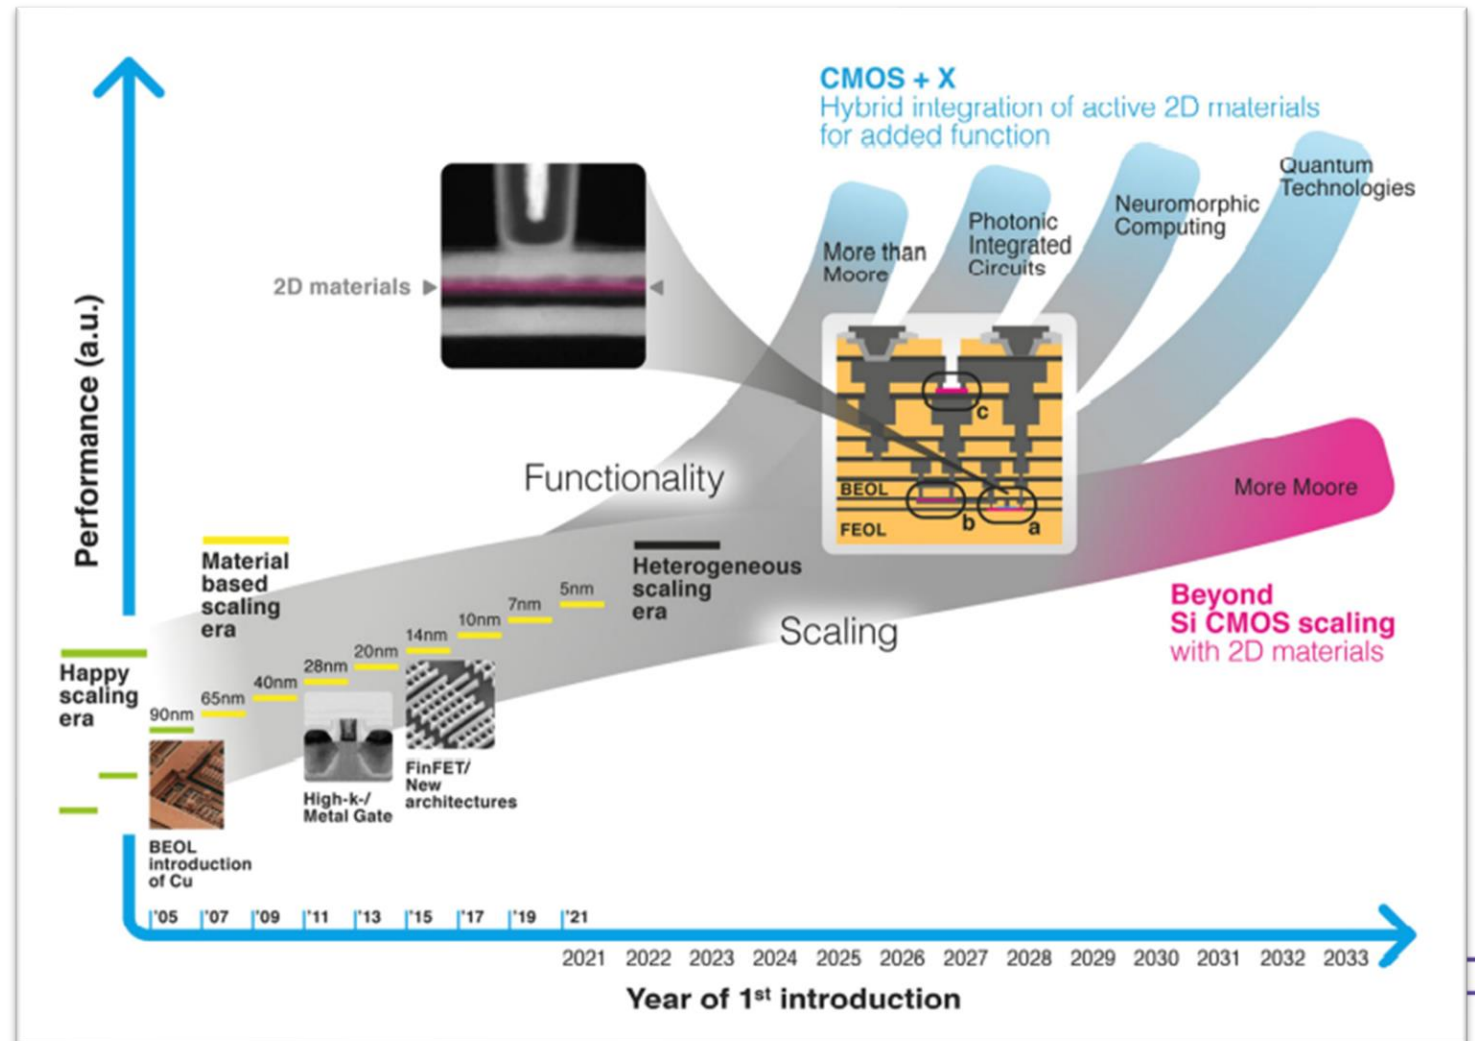 CMOS + X
Hybrid integration of active 2D materials
for added function
Quantum
Technologies
Neuromorphic
Computing
Photonic
Integrated
Circuits
More than
Moore
2D materials
Performance (a.u.)
c
BEOL
FEOL
b
a
More Moore
Functionality
Scaling
Beyond
Si CMOS scaling
with 2D materials
Heterogeneous
scaling
era
Material
based
scaling
era
Happy
scaling
era
90nm
65nm
40nm
28nm
20nm
14nm
10nm
7nm
5nm
BEOL
introduction
of Cu
High-k-/
Metal Gate
FinFET/
New
architectures
'05 '07 '09 '11 '13 '15 '17 '19 '21
2021 2022 2023 2024 2025 2026 2027 2028 2029 2030 2031 2032 2033
Year of 1st introduction